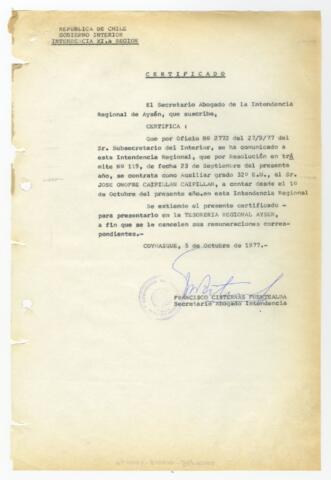 REPUBLICA DE CHILE
GOBIERNO INTERIOR
INTENDENCIA XI.a REGION
C E R T I F I C A D O
El Secretario Abogado de la Intendencia
Regional de Aysén, que suscribe,
CERTIFICA :
Que por Oficio Nº 2772 del 27/9/77 del
Sr. Subsecretario del Interior, se ha comunicado a
esta Intendencia Regional, que por Resolución en trá
mite Nº 119, de fecha 23 de Septiembre del presente
año, se contrata como Auxiliar grado 32º E.U., al Sr.
JOSE ONOFRE CAIPILLAN CAIPILLAN, a contar desde el 1º
de Octubre del presente año.en esta Intendencia Regional
Se extiende el presente certificado -
para presentarlo en la TESORERIA REGIONAL AYSEN,
a fin que se le cancelen sus remuneraciones corres-
pondientes.-
COYHAIQUE, 5 de Octubre de 1977.-
FRANCISCO CISTERNAS FUENTEALBA
Secretario Abogado Intendencia